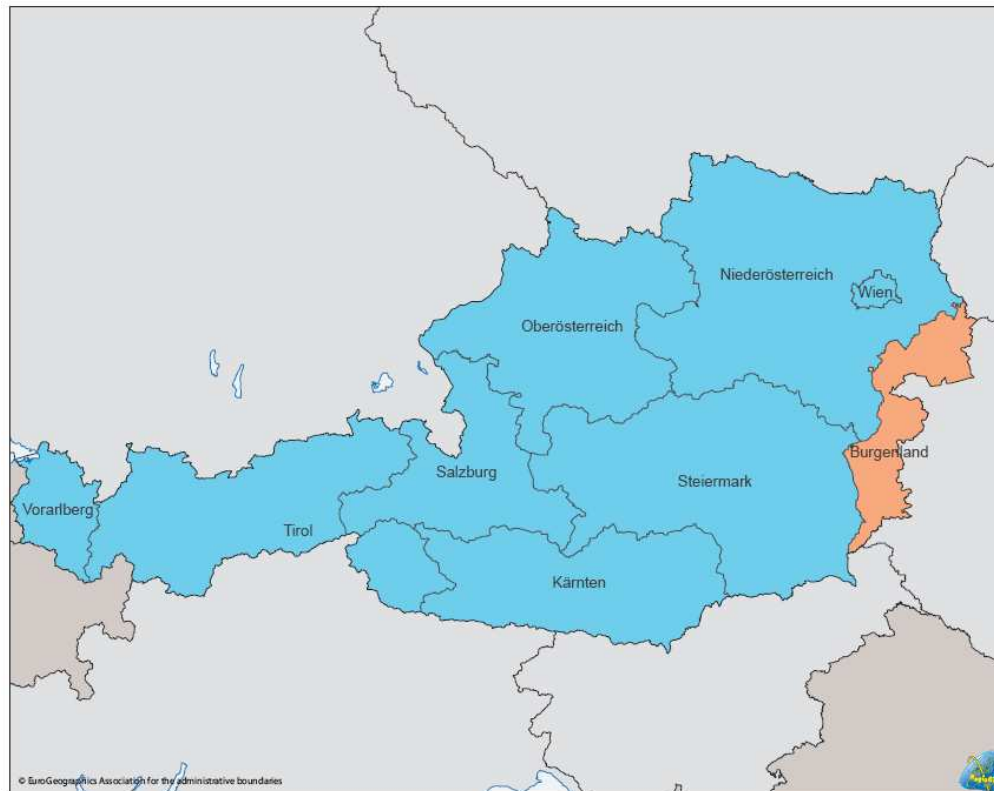 Niederösterreich
Wien
Oberösterreich
Burgenland
Salzburg
Steiermark
Vorarlberg
Tirol
Kärnten
© EuroGeographics Association for the administrative boundaries